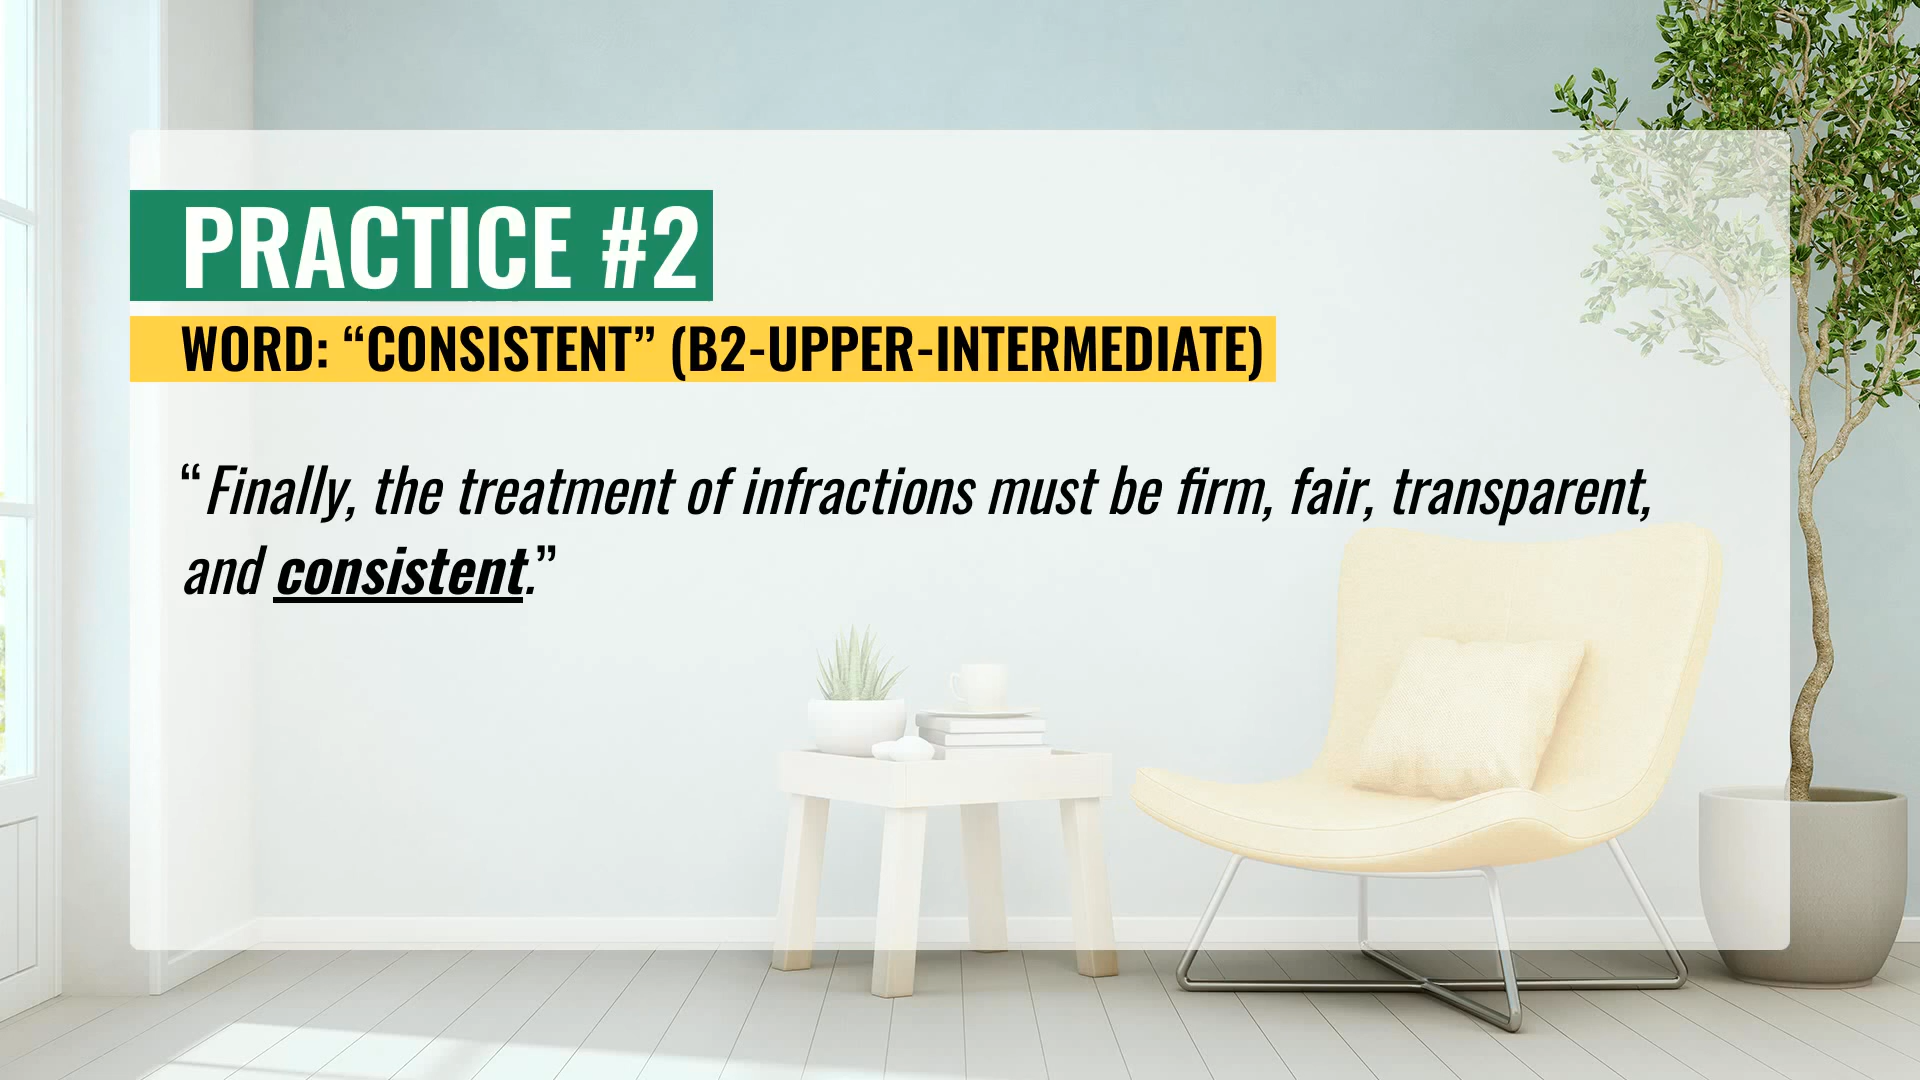 PRACTICE #2
WORD: “CONSISTENT” (B2-UPPER-INTERMEDIATE)
“Finally, the treatment of infractions must be firm, fair, transparent,
and consistent.”